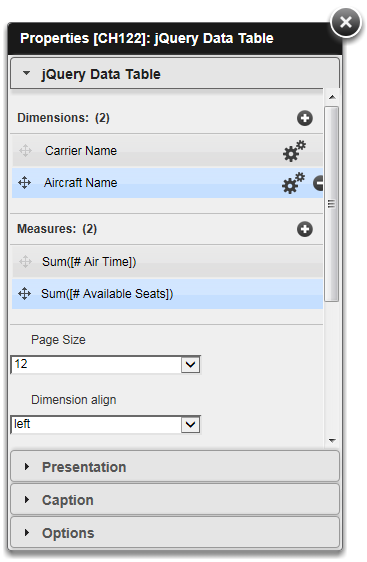 Properties [CH122]: jQuery Data Table
jQuery Data Table
Dimensions: (2)
Carrier Name
Aircraft Name
Measures: (2)
Sum([# Air Time])
Sum([# Available Seats])
Page Size
12
Dimension align
left
Presentation
Caption
Options